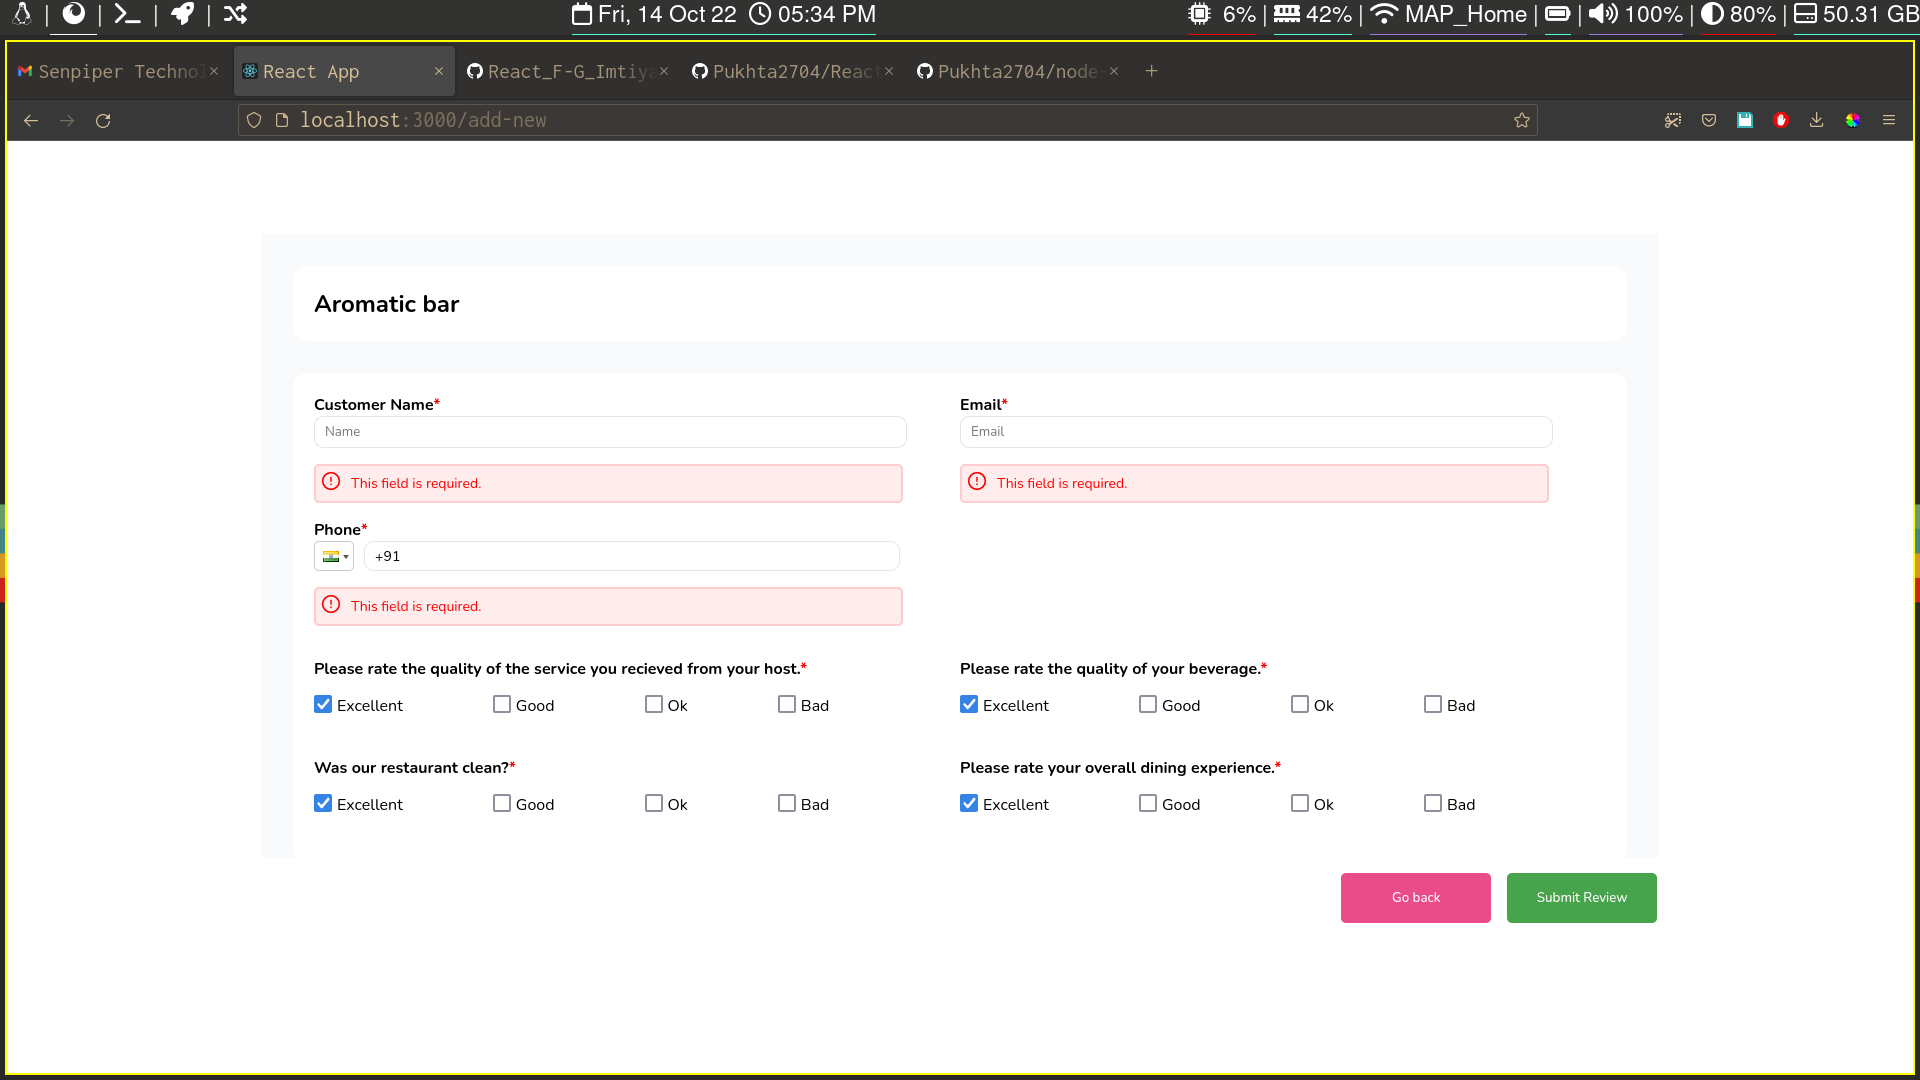 Fri, 14 Oct 22 05:34 PM 6% | 42% | MAP_Home | | 100% | 80% | 50.31 GB
Senpiper Technol × React App × React_F-G_Imtiya × Pukhta2704/React × Pukhta2704/node- × +
localhost:3000/add-new
Aromatic bar
Customer Name* Email*
Name Email
This field is required. This field is required.
Phone*
+91
This field is required.
Please rate the quality of the service you recieved from your host.* Please rate the quality of your beverage.*
Excellent Good Ok Bad Excellent Good Ok Bad
Was our restaurant clean?* Please rate your overall dining experience.*
Excellent Good Ok Bad Excellent Good Ok Bad
Go back Submit Review